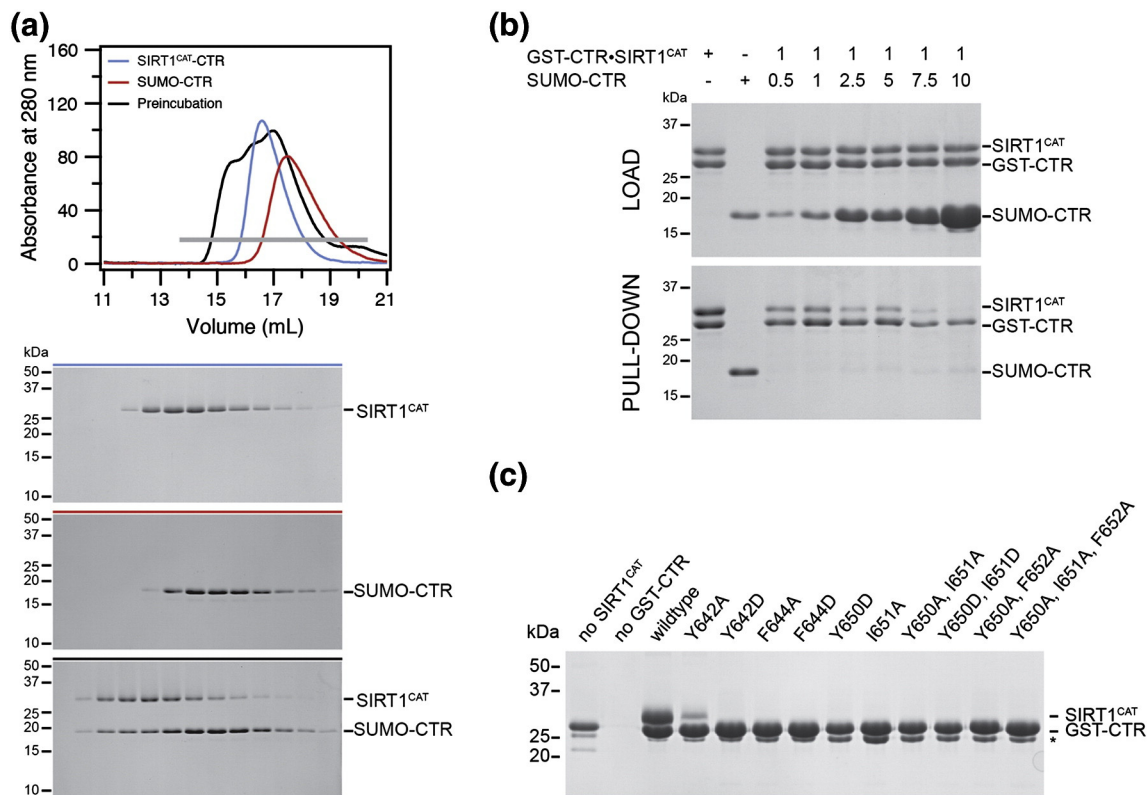 (a)
160
120
80
40
0
Absorbance at 280 nm
SIRT1CAT-CTR
SUMO-CTR
Preincubation
11 13 15 17 19 21
Volume (mL)
kDa
50
37
25
20
15
10
SIRT1CAT
50
37
25
20
15
10
SUMO-CTR
50
37
25
20
15
10
SIRT1CAT
SUMO-CTR
(b)
GST-CTR•SIRT1CAT + - 1 1 1 1 1 1
SUMO-CTR - + 0.5 1 2.5 5 7.5 10
kDa
37
25
20
15
LOAD
SIRT1CAT
GST-CTR
SUMO-CTR
37
25
20
15
PULL-DOWN
SIRT1CAT
GST-CTR
SUMO-CTR
(c)
no SIRT1CAT
no GST-CTR
wildtype
Y642A
Y642D
F644A
F644D
Y650D
I651A
Y650A, I651A
Y650D, I651D
Y650A, F652A
Y650A, I651A, F652A
kDa
50
37
25
20
SIRT1CAT
GST-CTR
*